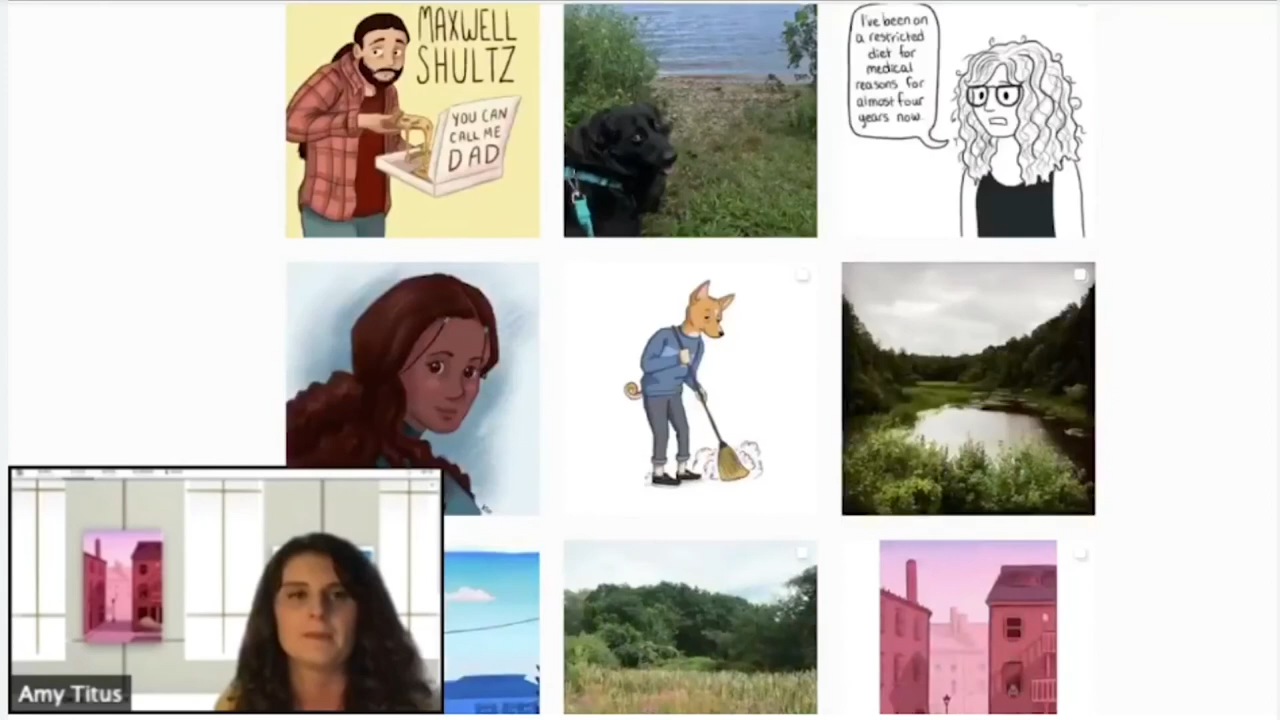 MAXWELL
SHULTZ
YOU CAN
CALL ME
DAD
I've been on
a restricted
diet for
medical
reasons for
almost four
years now.
Amy Titus